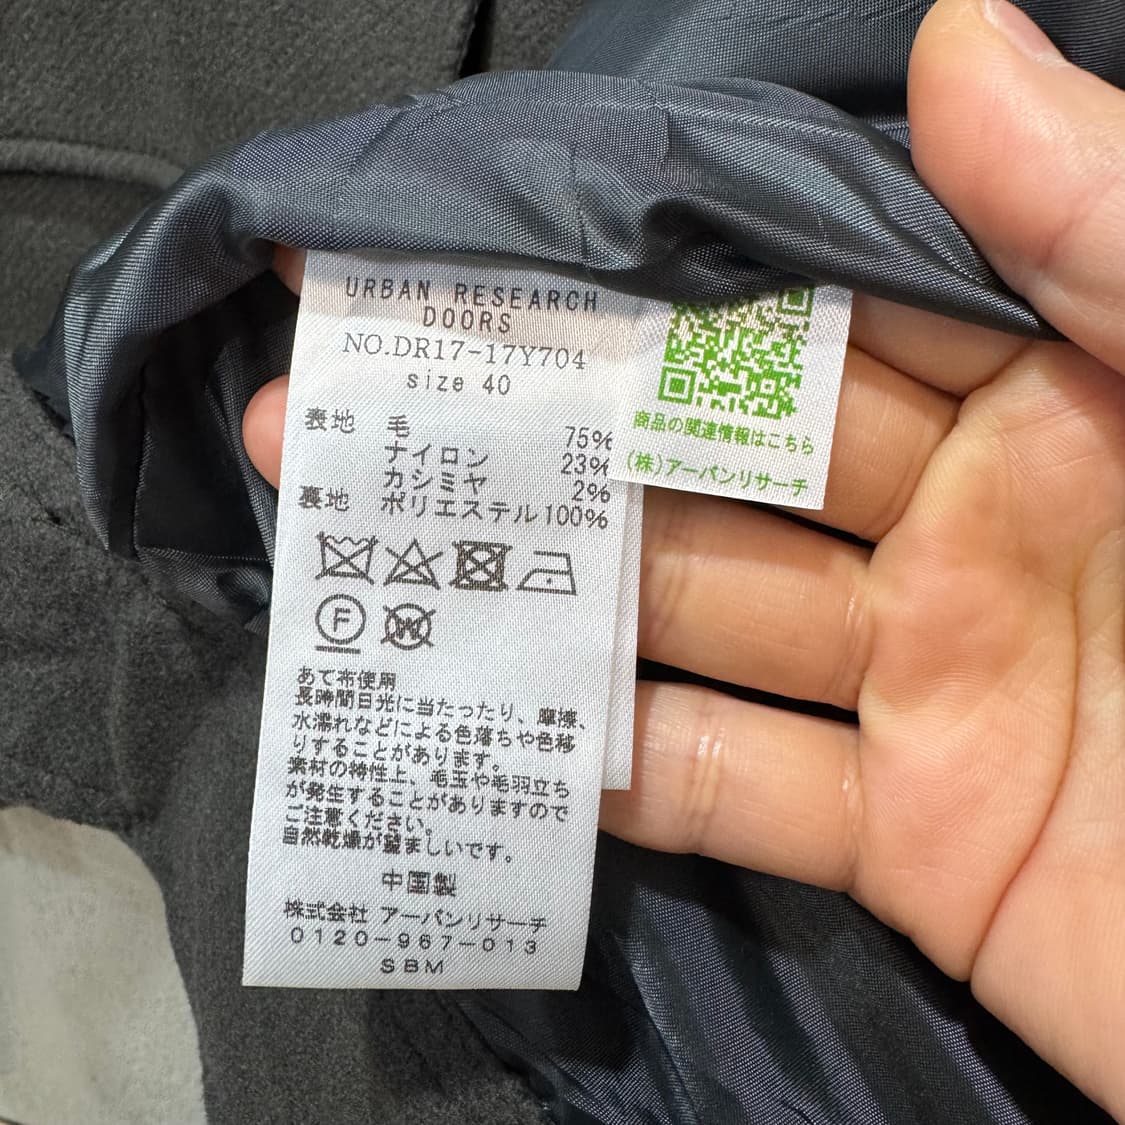 URBAN RESEARCH
DOORS
NO.DR17-17Y704
size 40
表地 毛 75%
ナイロン 23%
カシミヤ 2%
裏地 ポリエステル100%
F
W
あて布使用
長時間日光に当たったり、摩擦、
水濡れなどによる色落ちや色移
りすることがあります。
素材の特性上、毛玉や毛羽立ち
が発生することがありますので
ご注意ください。
自然乾燥が望ましいです。
中国製
株式会社 アーバンリサーチ
0120-967-013
SBM
商品の関連情報はこちら
(株)アーバンリサーチ